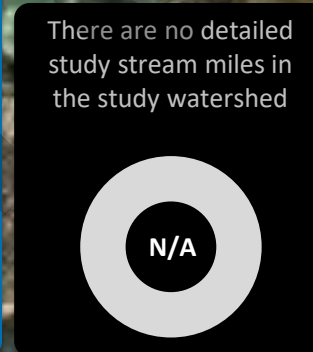 There are no detailed
study stream miles in
the study watershed
N/A